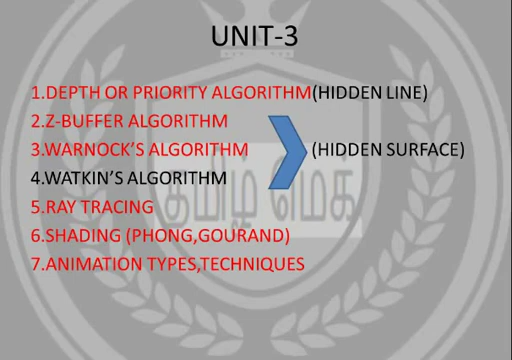 UNIT-3
1.DEPTH OR PRIORITY ALGORITHM(HIDDEN LINE)
2.Z-BUFFER ALGORITHM
3.WARNOCK'S ALGORITHM (HIDDEN SURFACE)
4.WATKIN'S ALGORITHM
தமிழ் மெக்
5.RAY TRACING
6.SHADING (PHONG,GOURAND)
7.ANIMATION TYPES,TECHNIQUES